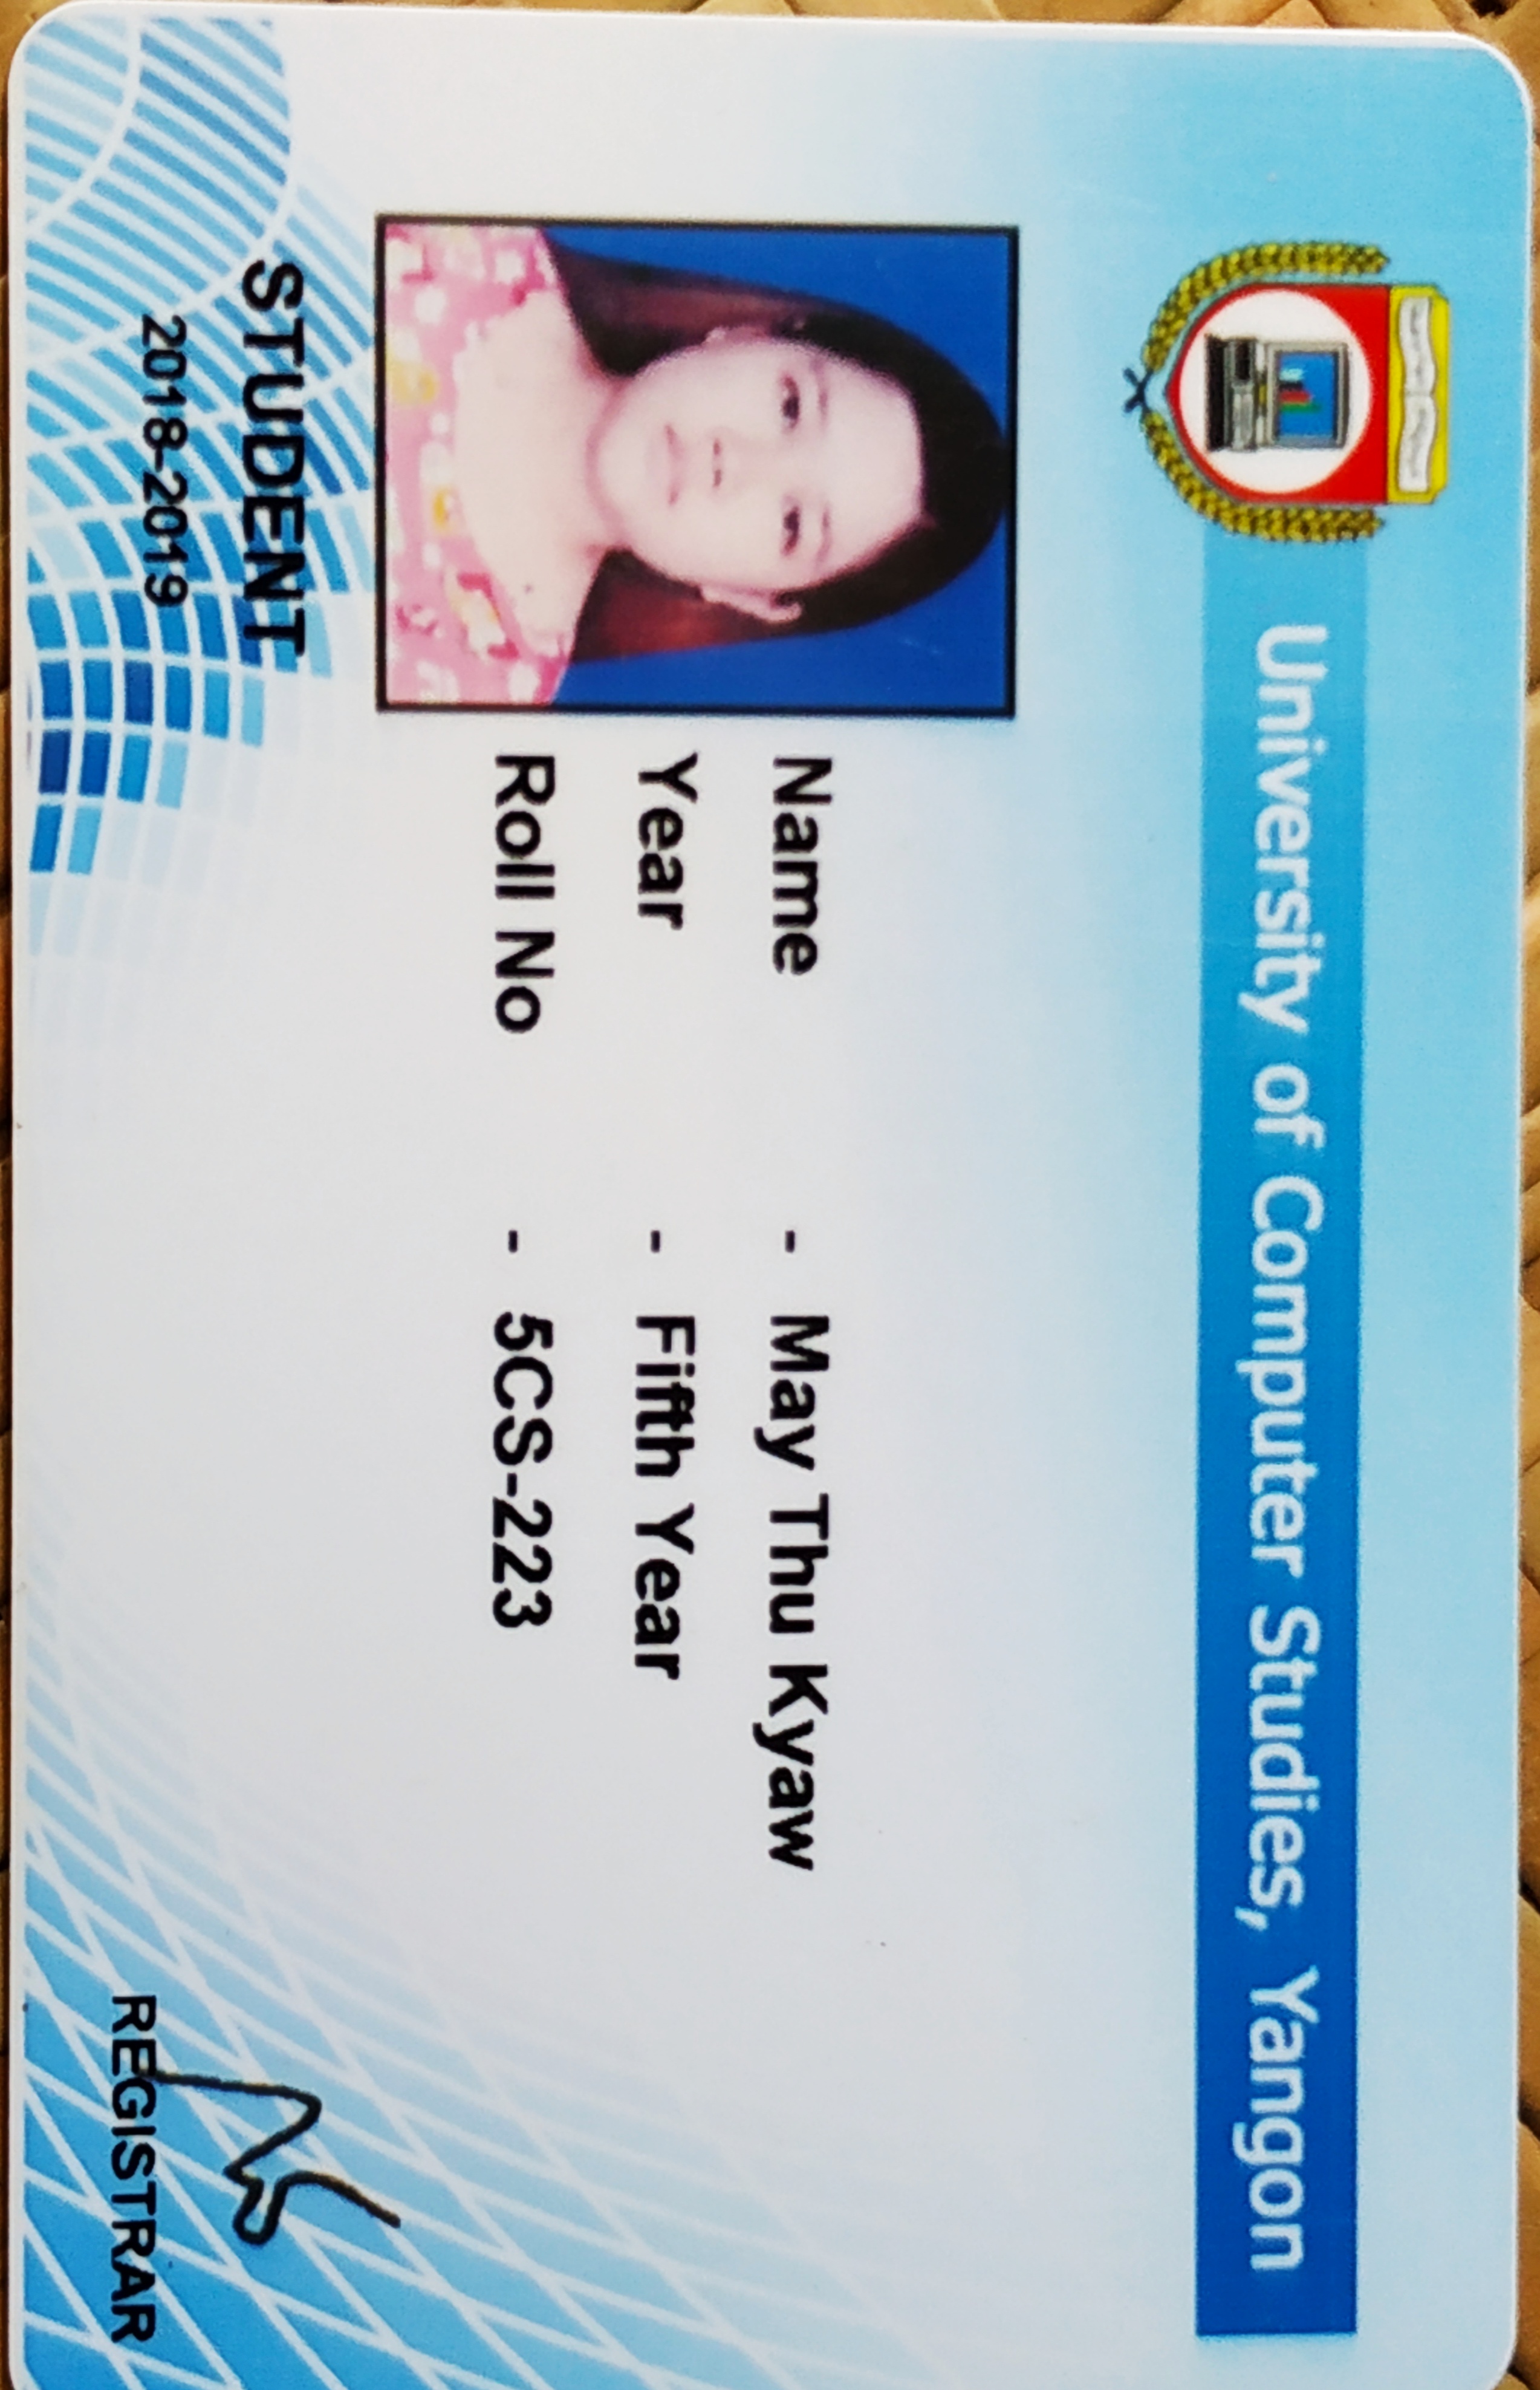 University of Computer Studies, Yangon
Name - May Thu Kyaw
Year - Fifth Year
Roll No - 5CS-223
STUDENT
2018-2019
REGISTRAR